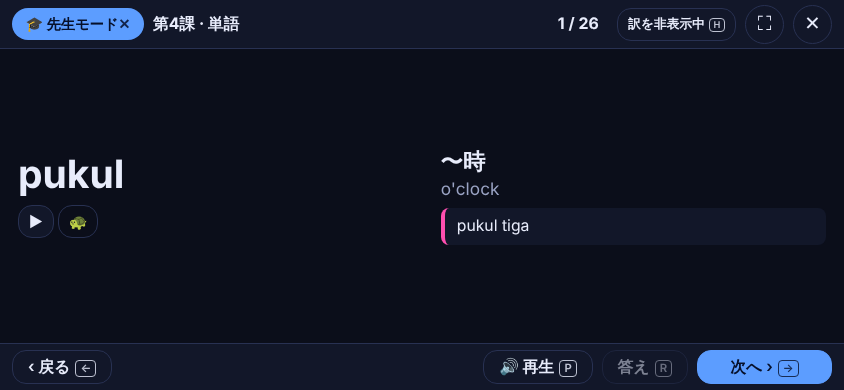 🎓 先生モード✕ 第4課 · 単語 1 / 26 訳を非表示中 H ✕
pukul
▶ 🐢
〜時
o'clock
pukul tiga
‹ 戻る ← 🔊 再生 P 答え R 次へ › →